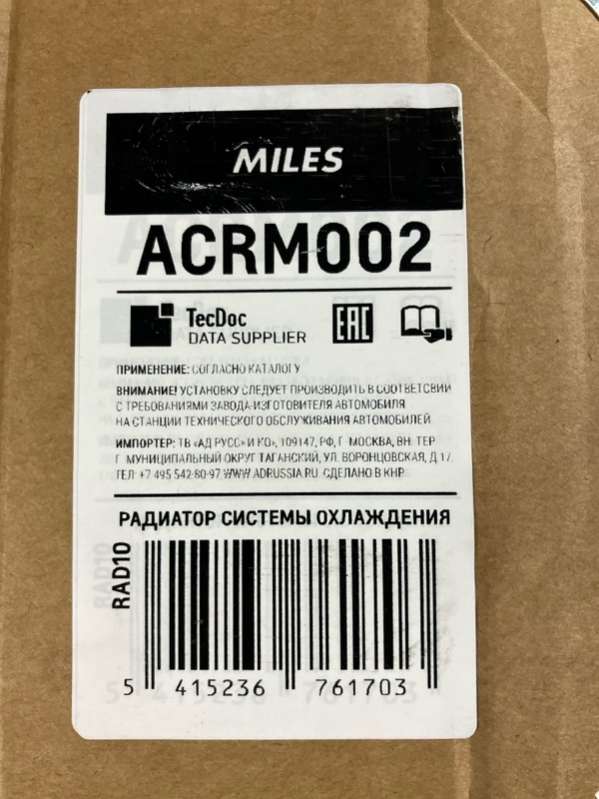 MILES
ACRM002
TecDoc
DATA SUPPLIER
EAC
ПРИМЕНЕНИЕ: СОГЛАСНО КАТАЛОГУ
ВНИМАНИЕ! УСТАНОВКУ СЛЕДУЕТ ПРОИЗВОДИТЬ В СООТВЕТСВИИ
С ТРЕБОВАНИЯМИ ЗАВОДА-ИЗГОТОВИТЕЛЯ АВТОМОБИЛЯ
НА СТАНЦИИ ТЕХНИЧЕСКОГО ОБСЛУЖИВАНИЯ АВТОМОБИЛЕЙ.
ИМПОРТЕР: ТВ «АД РУСС И КО», 109147, РФ, Г. МОСКВА, ВН. ТЕР.
Г. МУНИЦИПАЛЬНЫЙ ОКРУГ ТАГАНСКИЙ, УЛ. ВОРОНЦОВСКАЯ, Д.17
ТЕЛ. +7 495 542-80-97 WWW.ADRUSSIA.RU. СДЕЛАНО В КНР
РАДИАТОР СИСТЕМЫ ОХЛАЖДЕНИЯ
RAD10
5 415236 761703